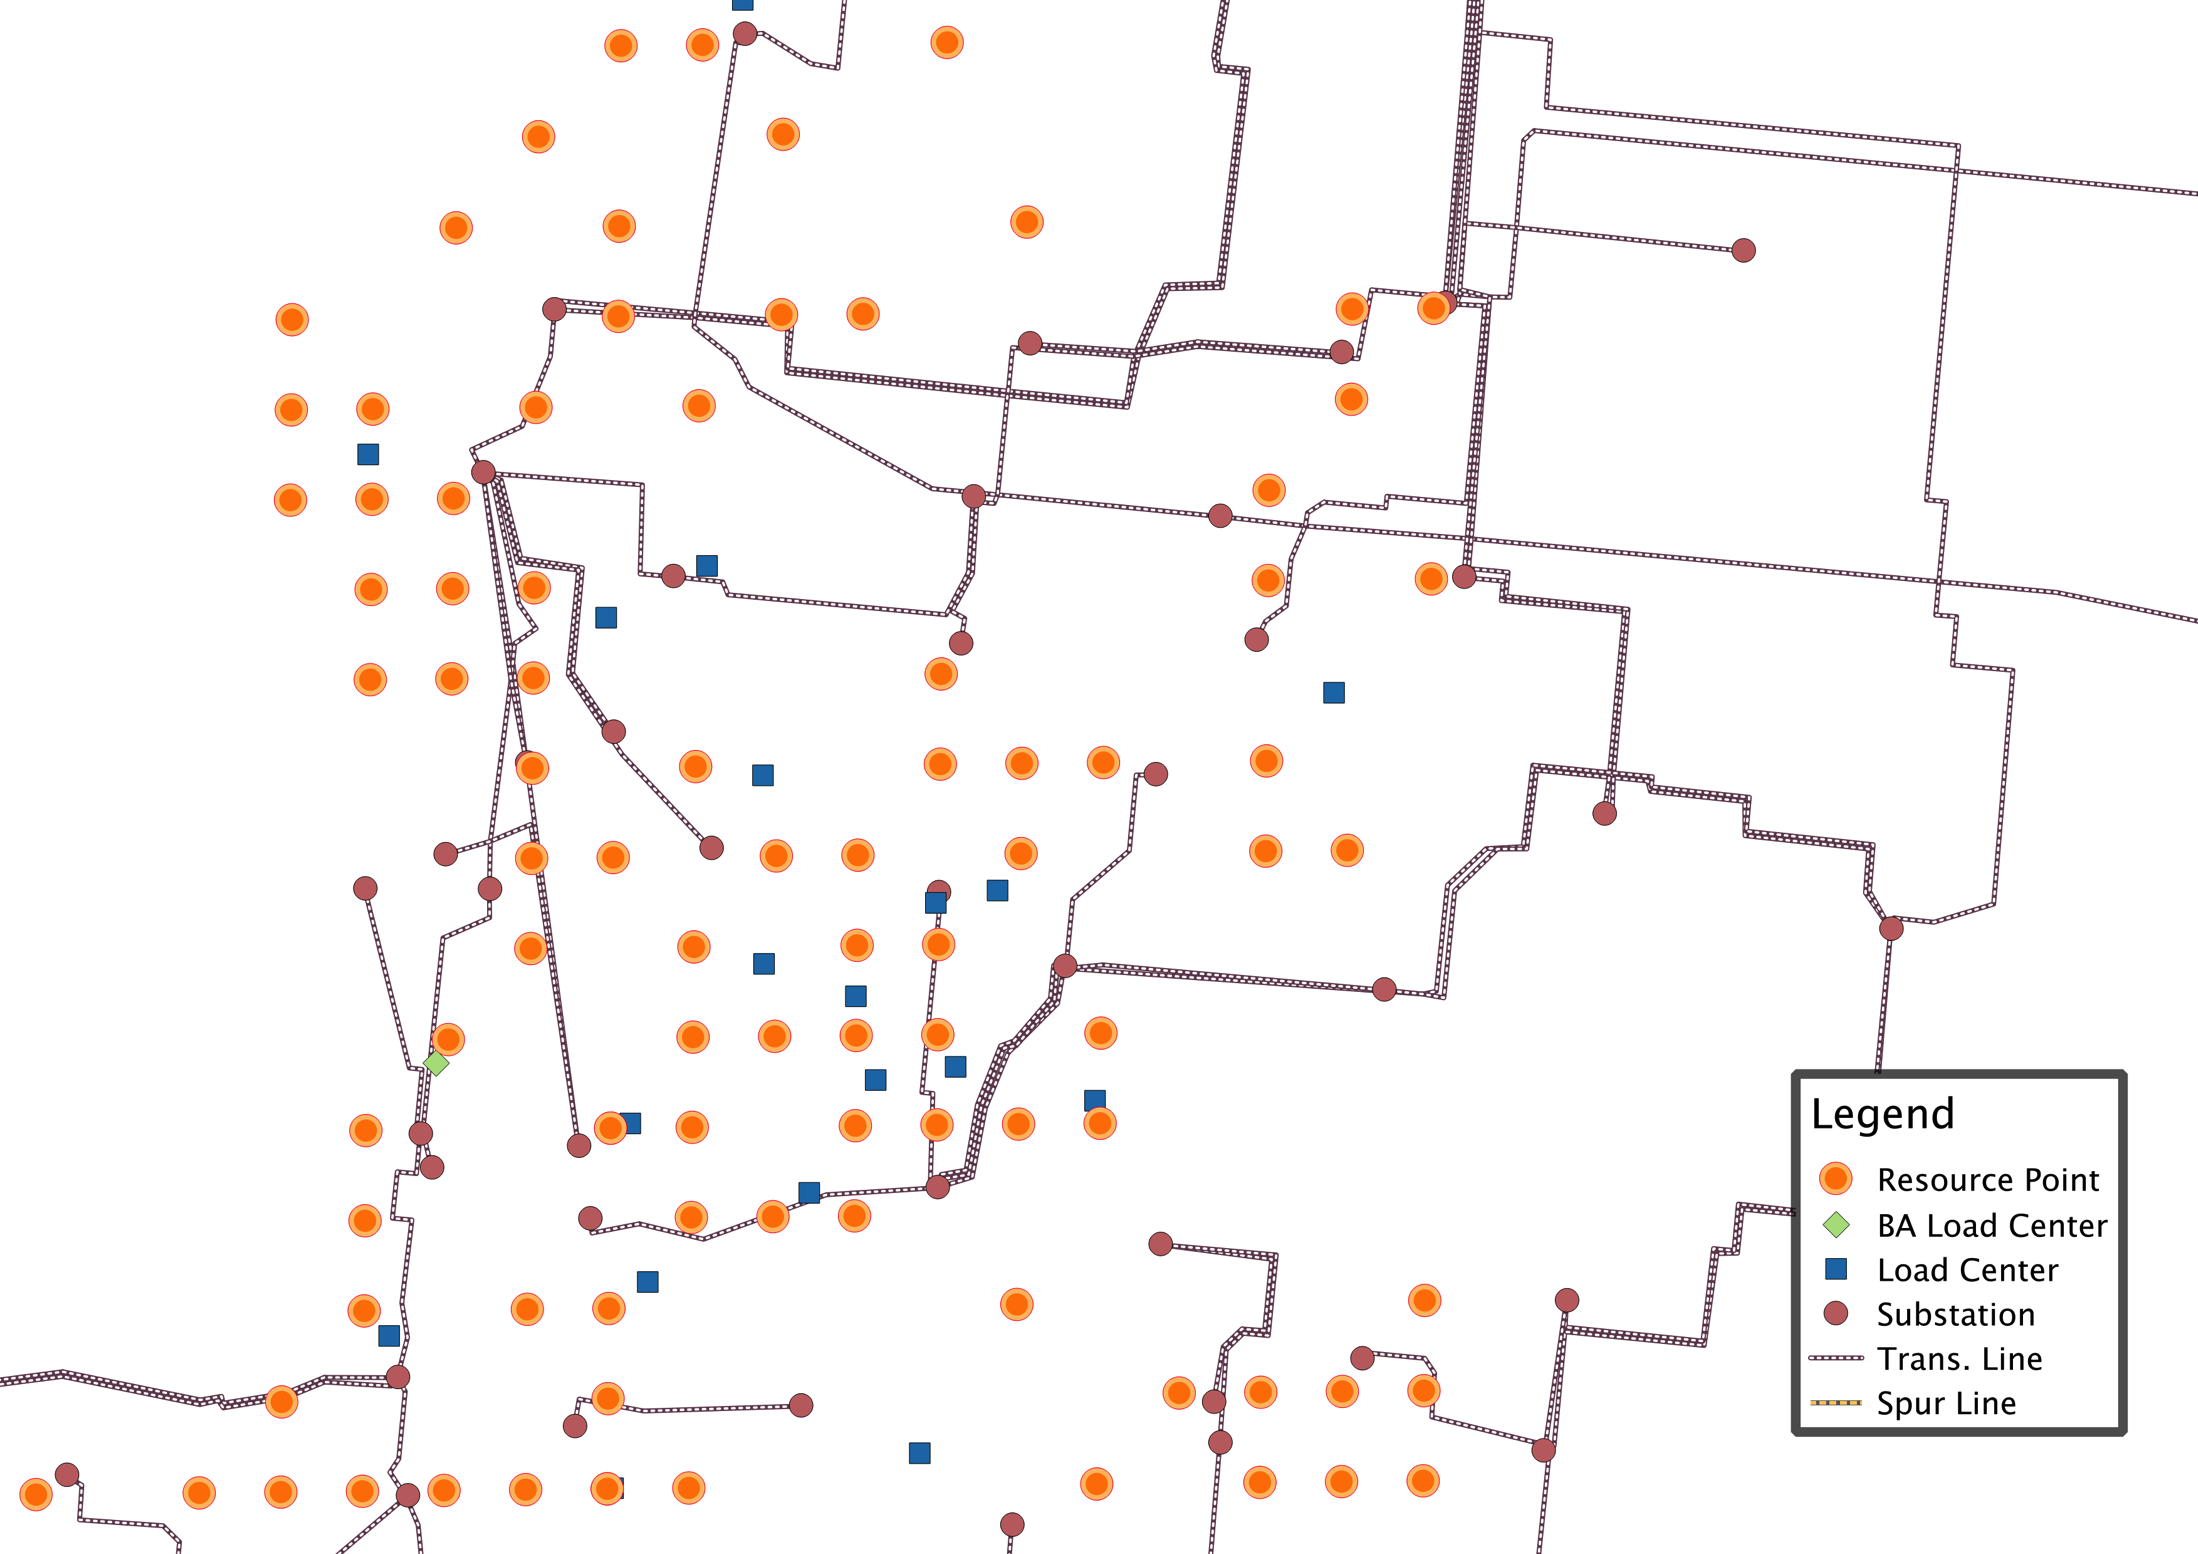 Legend
Resource Point
BA Load Center
Load Center
Substation
Trans. Line
Spur Line